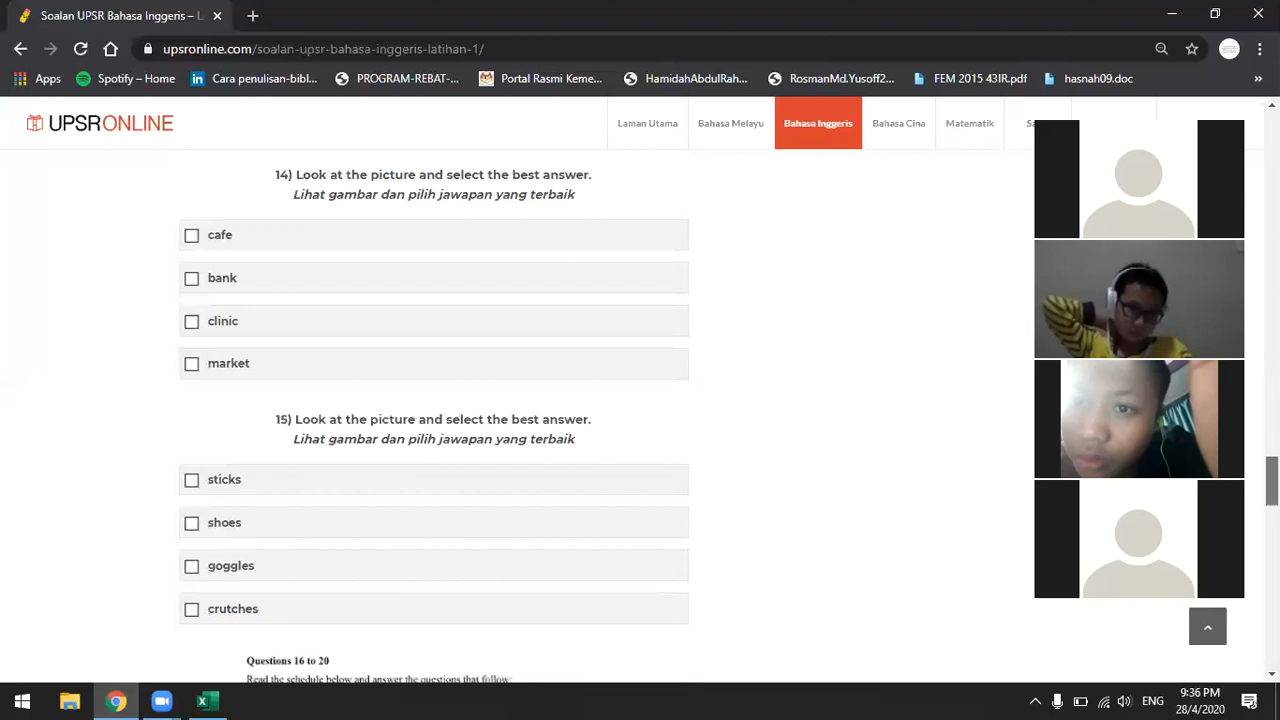 Soalan UPSR Bahasa Inggeris – L
upsronline.com/soalan-upsr-bahasa-inggeris-latihan-1/
Apps
Spotify – Home
Cara penulisan-bibl...
PROGRAM-REBAT-...
Portal Rasmi Keme...
HamidahAbdulRah...
RosmanMd.Yusoff2...
FEM 2015 43IR.pdf
hasnah09.doc
»
UPSRONLINE
Laman Utama
Bahasa Melayu
Bahasa Inggeris
Bahasa Cina
Matematik
14) Look at the picture and select the best answer.
Lihat gambar dan pilih jawapan yang terbaik
cafe
bank
clinic
market
15) Look at the picture and select the best answer.
Lihat gambar dan pilih jawapan yang terbaik
sticks
shoes
goggles
crutches
Questions 16 to 20
Read the schedule below and answer the questions that follow:
ENG
9:36 PM
28/4/2020